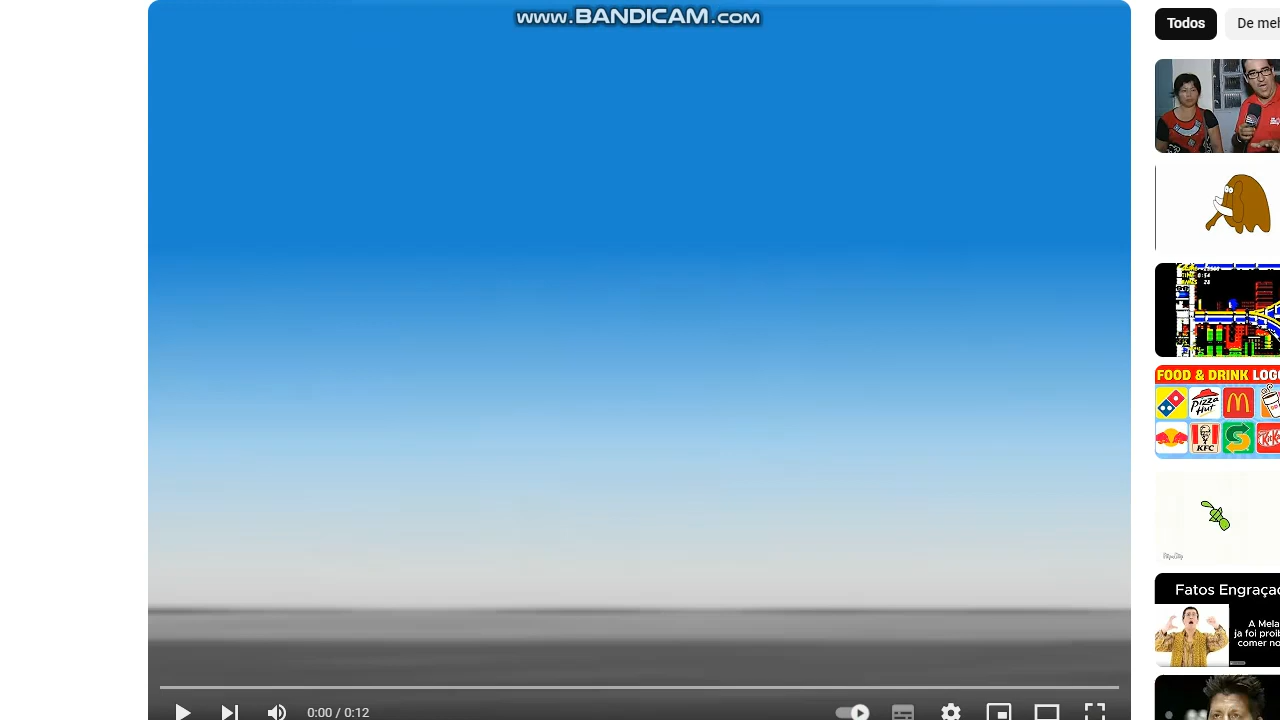 www.BANDICAM.com
Todos
De mel
FOOD & DRINK LOG
Pizza
Hut
KFC
Fatos Engraçad
A Mela
ja foi proib
comer no
0:00 / 0:12